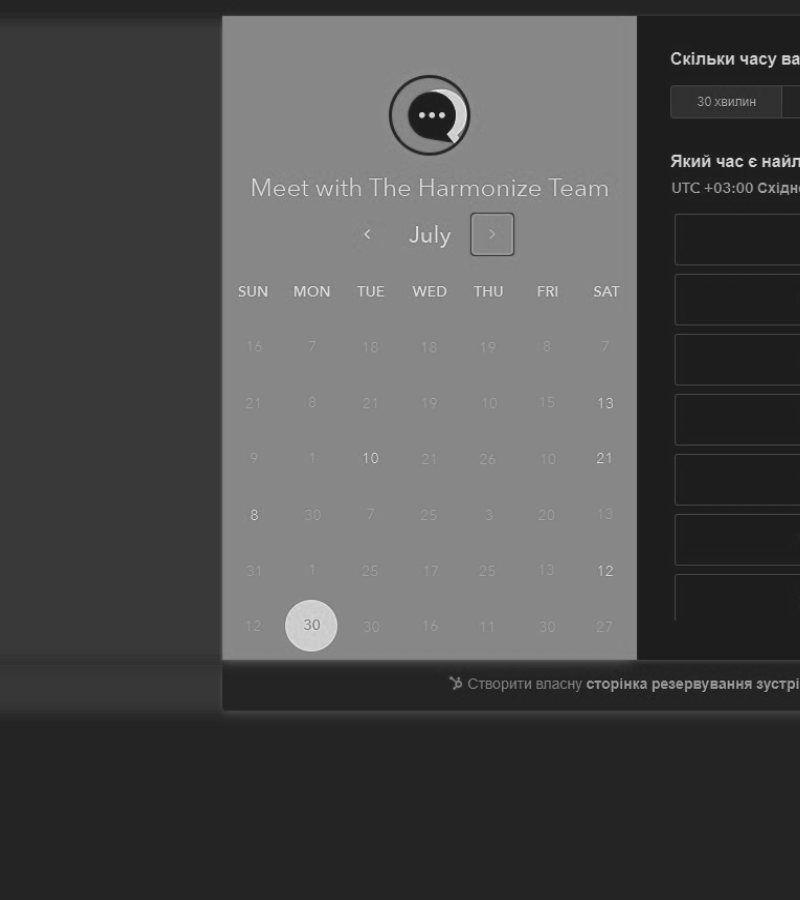 Meet with The Harmonize Team
July
SUN MON TUE WED THU FRI SAT
16 7 18 18 19 8 7
21 8 21 19 10 15 13
9 1 10 21 26 10 21
8 30 7 25 3 20 13
31 1 25 17 25 13 12
12 30 30 16 11 30 27
Скільки часу ва
30 хвилин
Який час є найл
UTC +03:00 Східно
Створити власну сторінка резервування зустрі